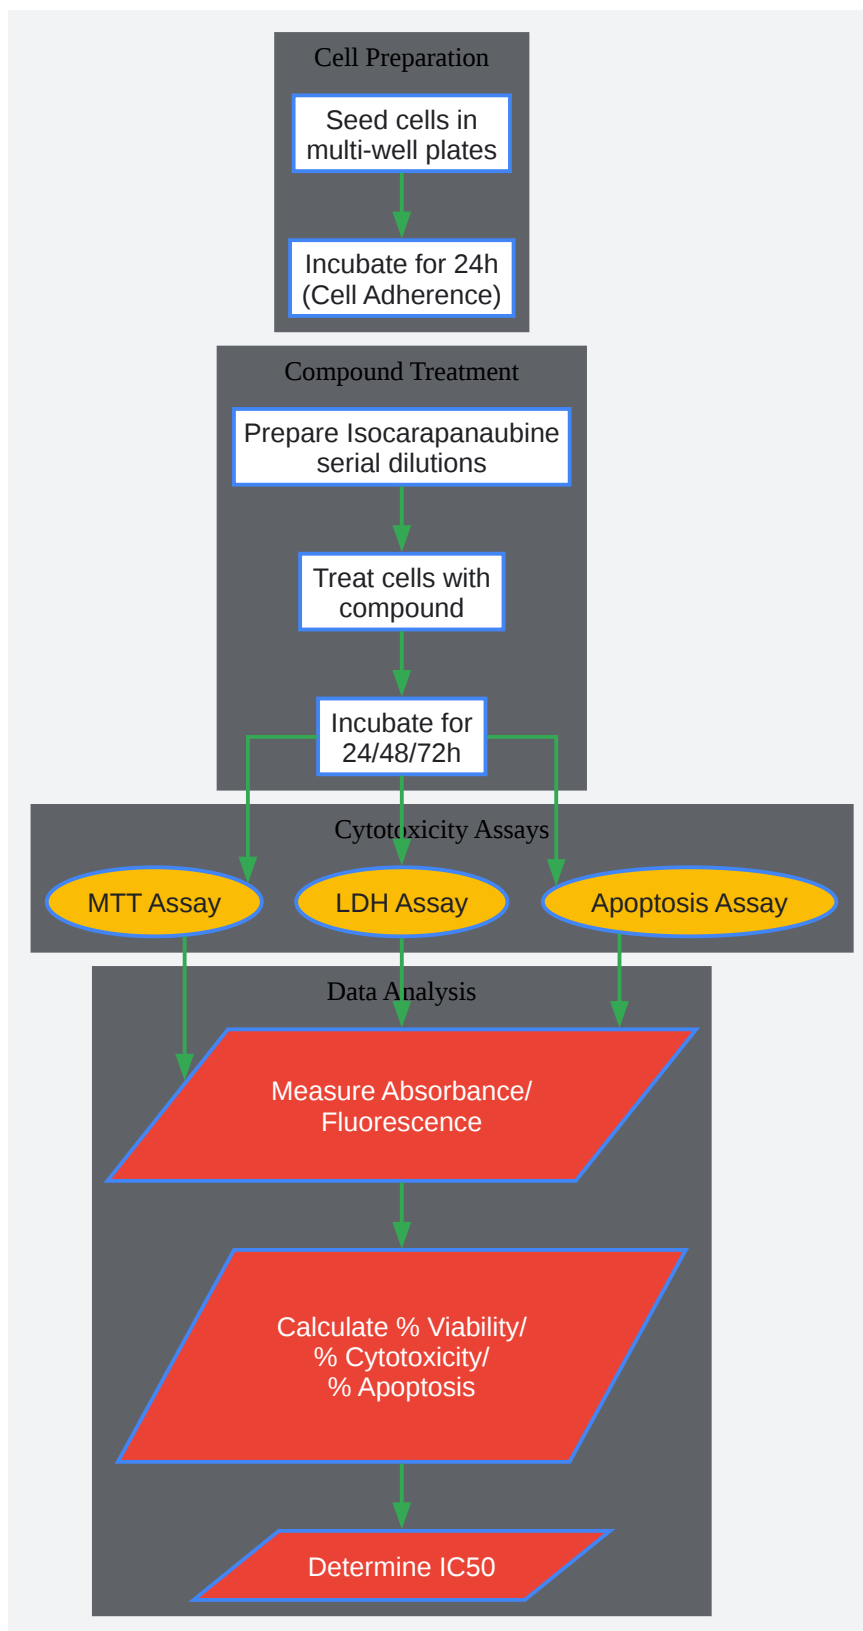 Cell Preparation
Seed cells in
multi-well plates
Incubate for 24h
(Cell Adherence)
Compound Treatment
Prepare Isocarapanaubine
serial dilutions
Treat cells with
compound
Incubate for
24/48/72h
Cytotoxicity Assays
MTT Assay
LDH Assay
Apoptosis Assay
Data Analysis
Measure Absorbance/
Fluorescence
Calculate % Viability/
% Cytotoxicity/
% Apoptosis
Determine IC50